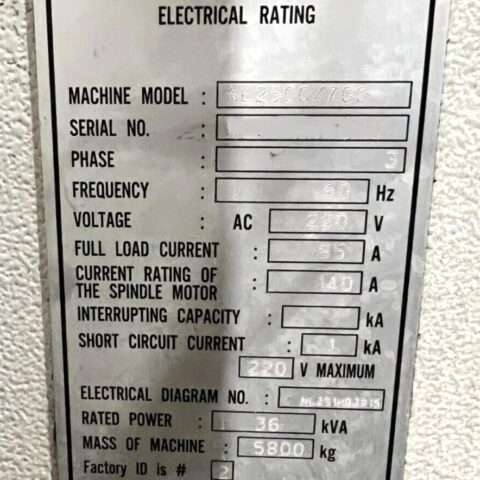 ELECTRICAL RATING
MACHINE MODEL :
SERIAL NO. :
PHASE : 3
FREQUENCY : 60 Hz
VOLTAGE : AC 220 V
FULL LOAD CURRENT : 95 A
CURRENT RATING OF
THE SPINDLE MOTOR : 140 A
INTERRUPTING CAPACITY : kA
SHORT CIRCUIT CURRENT : 1 kA
220 V MAXIMUM
ELECTRICAL DIAGRAM NO. :
RATED POWER : 36 kVA
MASS OF MACHINE : 5800 kg
Factory ID is # 2